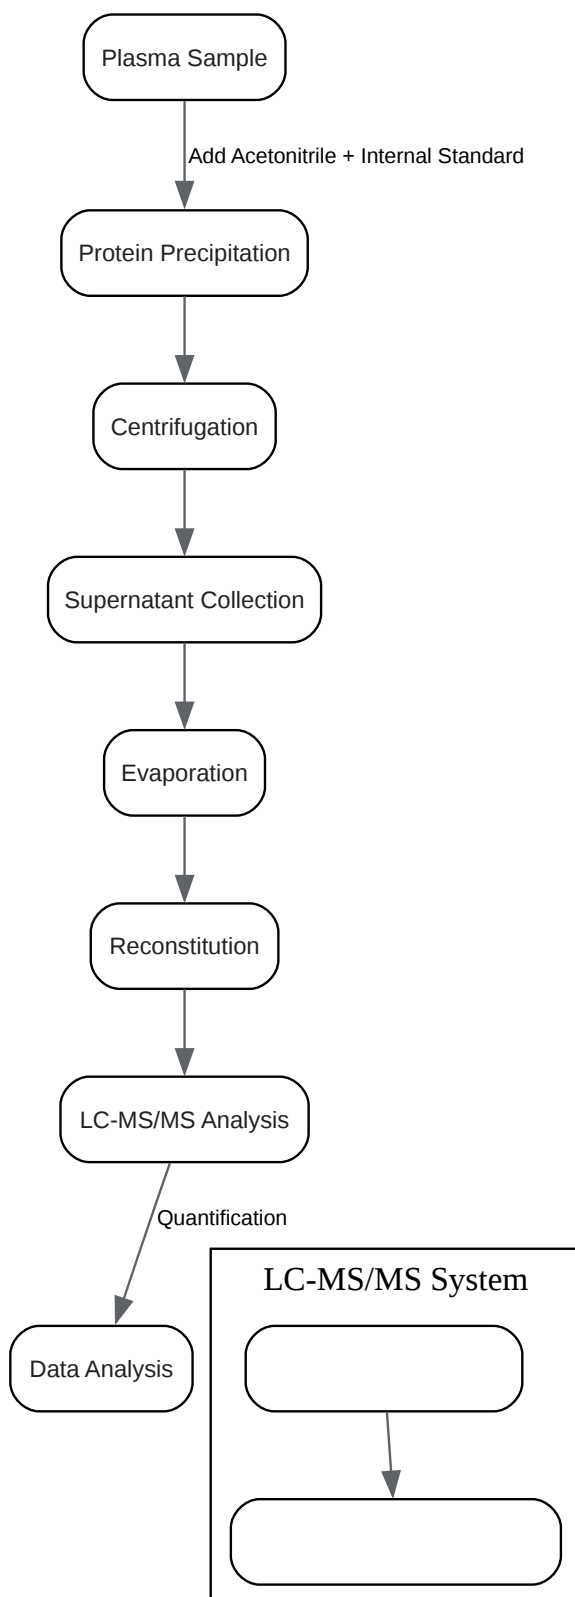 Plasma Sample
Add Acetonitrile + Internal Standard
Protein Precipitation
Centrifugation
Supernatant Collection
Evaporation
Reconstitution
LC-MS/MS Analysis
Quantification
LC-MS/MS System
Data Analysis